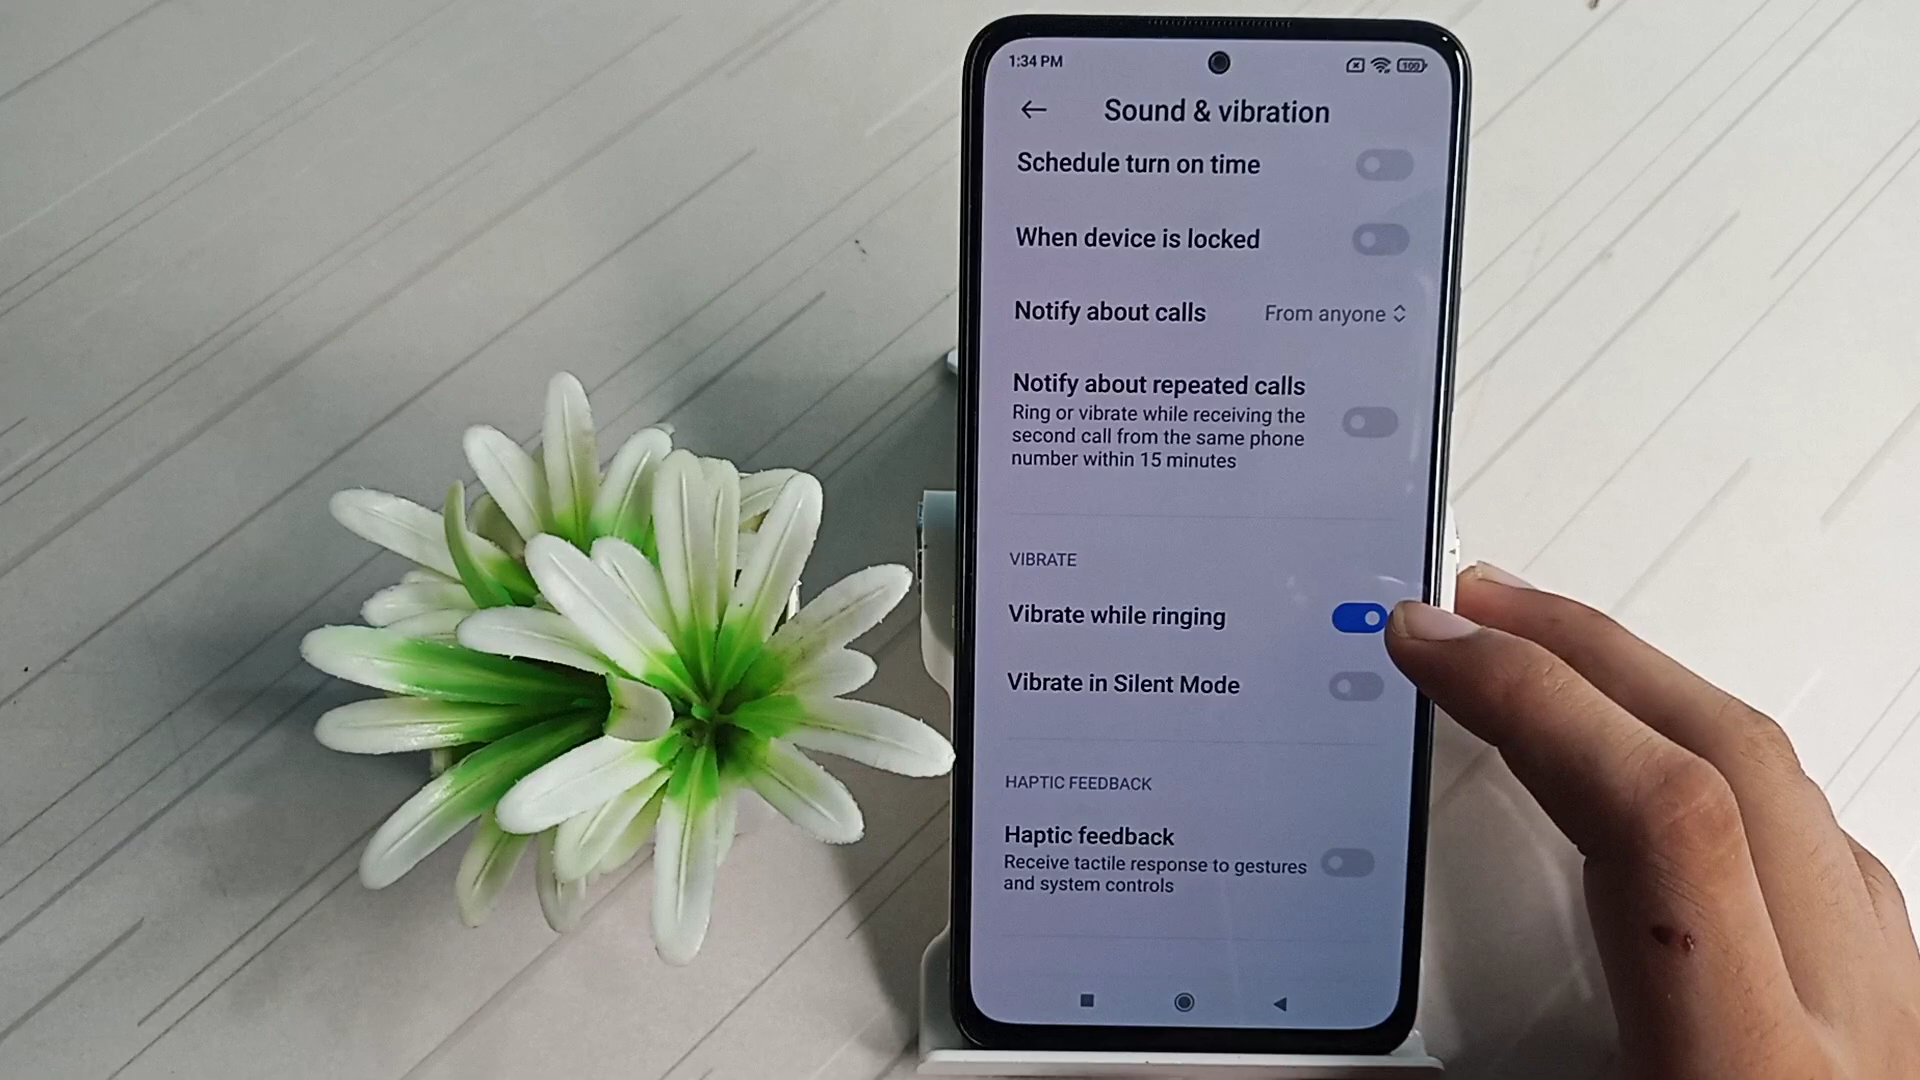 1:34 PM
100
Sound & vibration
Schedule turn on time
When device is locked
Notify about calls From anyone
Notify about repeated calls
Ring or vibrate while receiving the
second call from the same phone
number within 15 minutes
VIBRATE
Vibrate while ringing
Vibrate in Silent Mode
HAPTIC FEEDBACK
Haptic feedback
Receive tactile response to gestures
and system controls